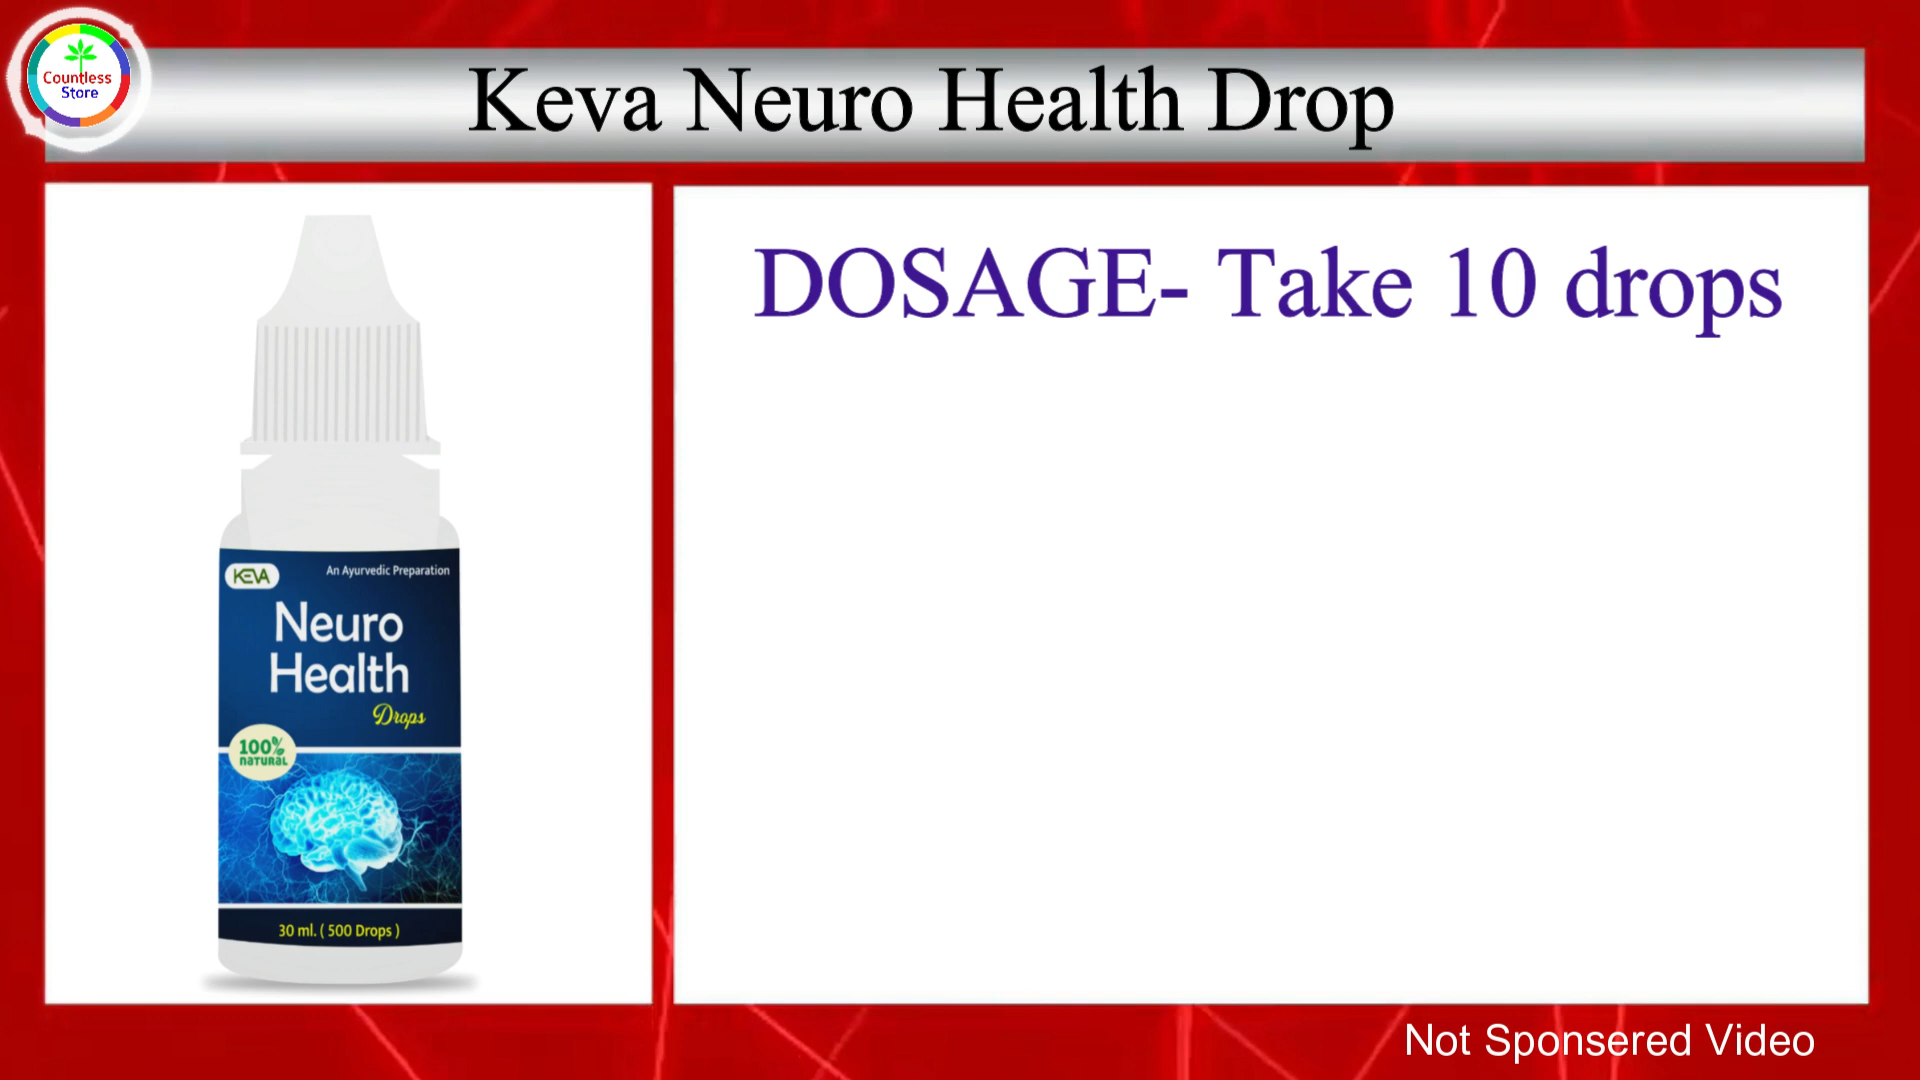 Countless
Store
Keva Neuro Health Drop
DOSAGE- Take 10 drops
KEVA
An Ayurvedic Preparation
Neuro
Health
Drops
100%
NATURAL
30 ml. ( 500 Drops )
Not Sponsered Video